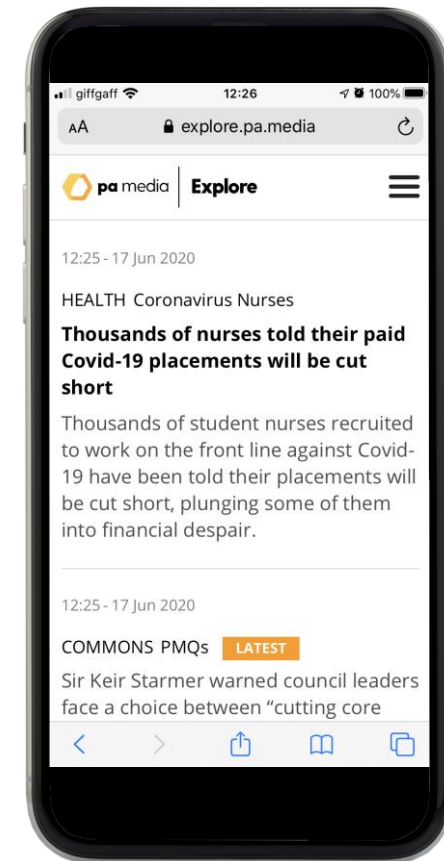 giffgaff 12:26 100%
AA explore.pa.media
pa media Explore
12:25 - 17 Jun 2020
HEALTH Coronavirus Nurses
Thousands of nurses told their paid
Covid-19 placements will be cut
short
Thousands of student nurses recruited
to work on the front line against Covid-
19 have been told their placements will
be cut short, plunging some of them
into financial despair.
12:25 - 17 Jun 2020
COMMONS PMQs LATEST
Sir Keir Starmer warned council leaders
face a choice between “cutting core